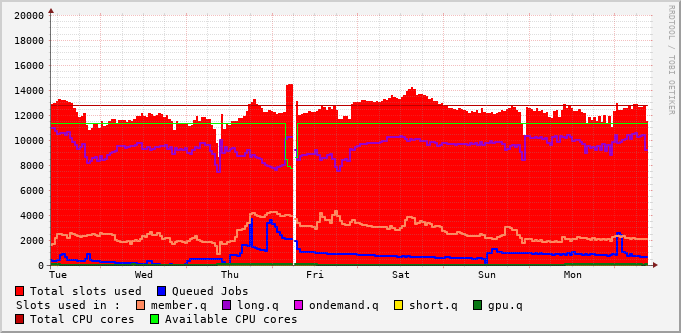 20000
18000
16000
14000
12000
10000
8000
6000
4000
2000
0
Tue Wed Thu Fri Sat Sun Mon
RRDTOOL / TOBI OETIKER
Total slots used Queued Jobs
Slots used in : member.q long.q ondemand.q short.q gpu.q
Total CPU cores Available CPU cores